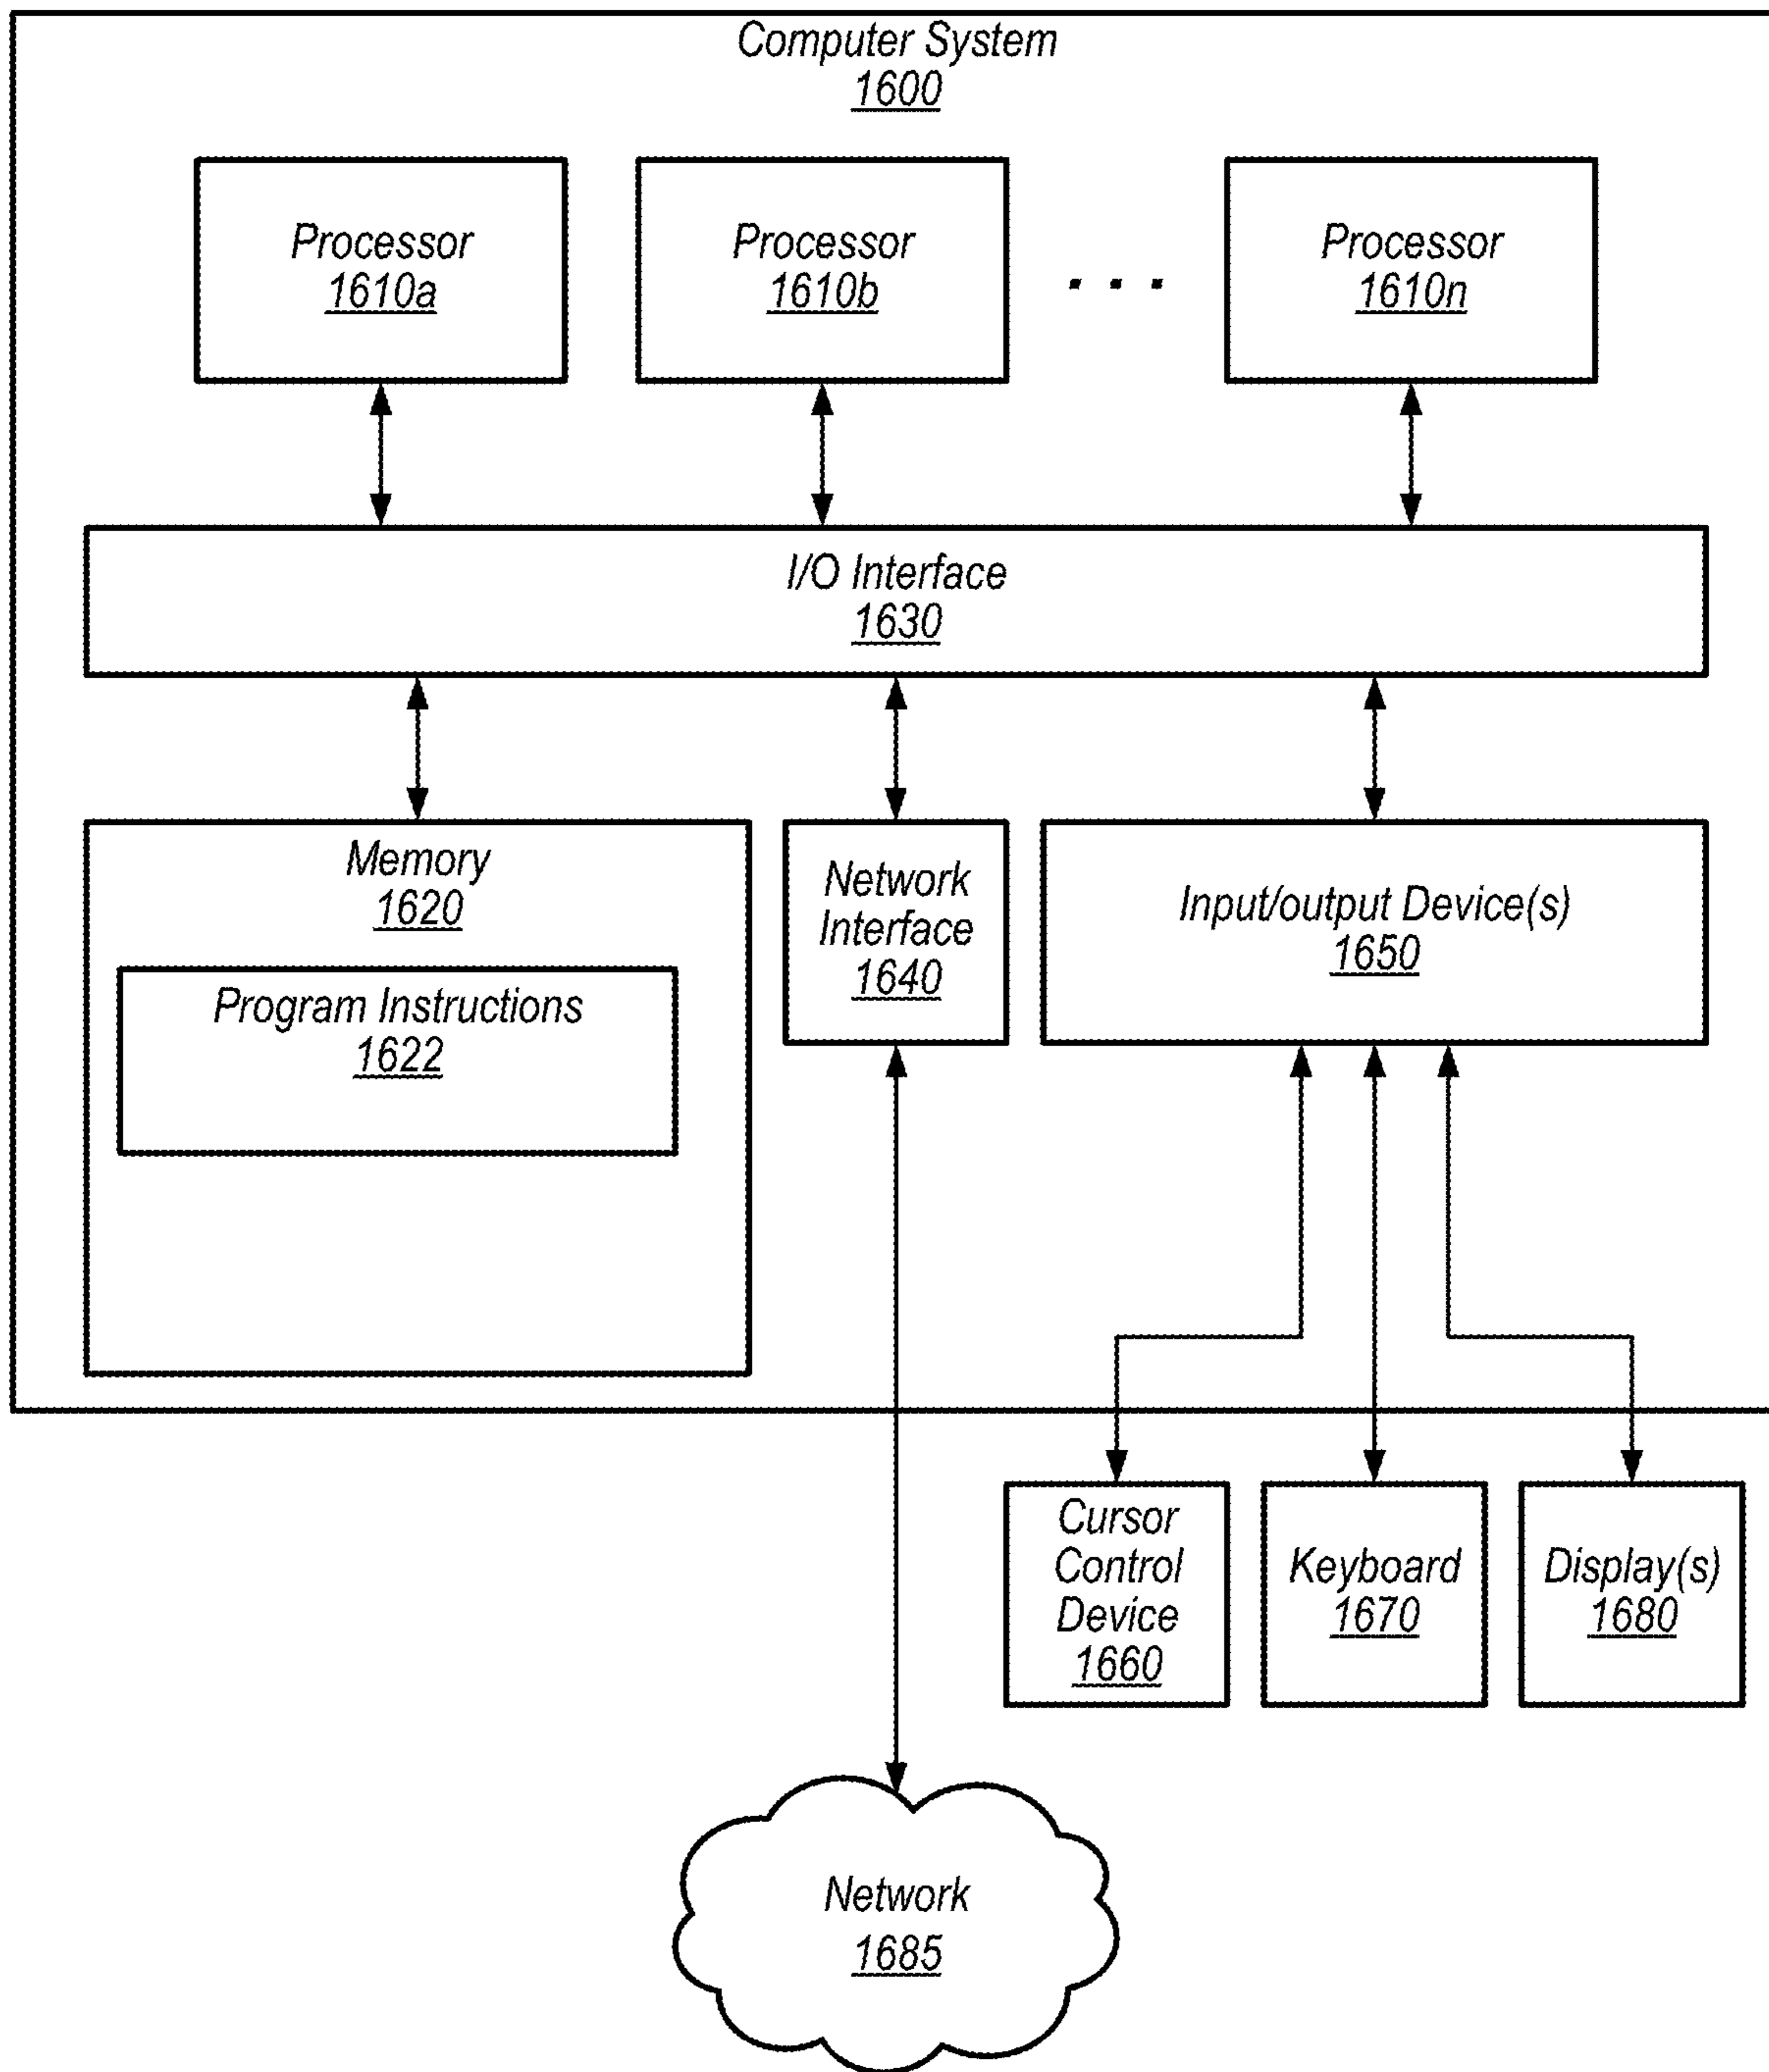 Computer System
1600
Processor
1610a
Processor
1610b
. . .
Processor
1610n
I/O Interface
1630
Memory
1620
Program Instructions
1622
Network
Interface
1640
Input/output Device(s)
1650
Cursor
Control
Device
1660
Keyboard
1670
Display(s)
1680
Network
1685